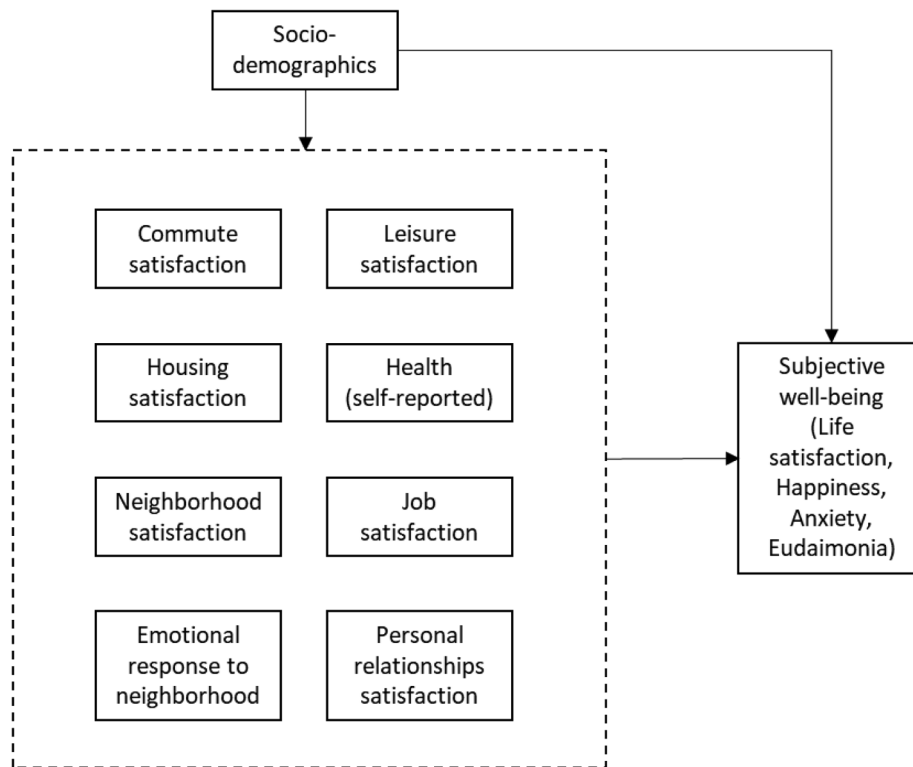 Socio-
demographics
Commute
satisfaction
Leisure
satisfaction
Housing
satisfaction
Health
(self-reported)
Neighborhood
satisfaction
Job
satisfaction
Emotional
response to
neighborhood
Personal
relationships
satisfaction
Subjective
well-being
(Life
satisfaction,
Happiness,
Anxiety,
Eudaimonia)